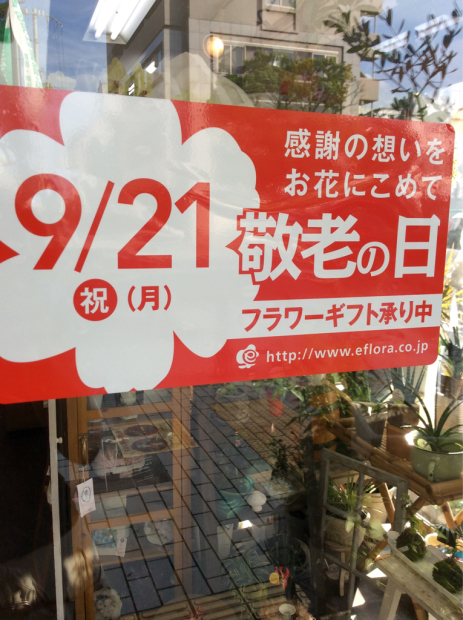 9/21
祝(月)
感謝の想いを
お花にこめて
敬老の日
フラワーギフト承り中
http://www.eflora.co.jp